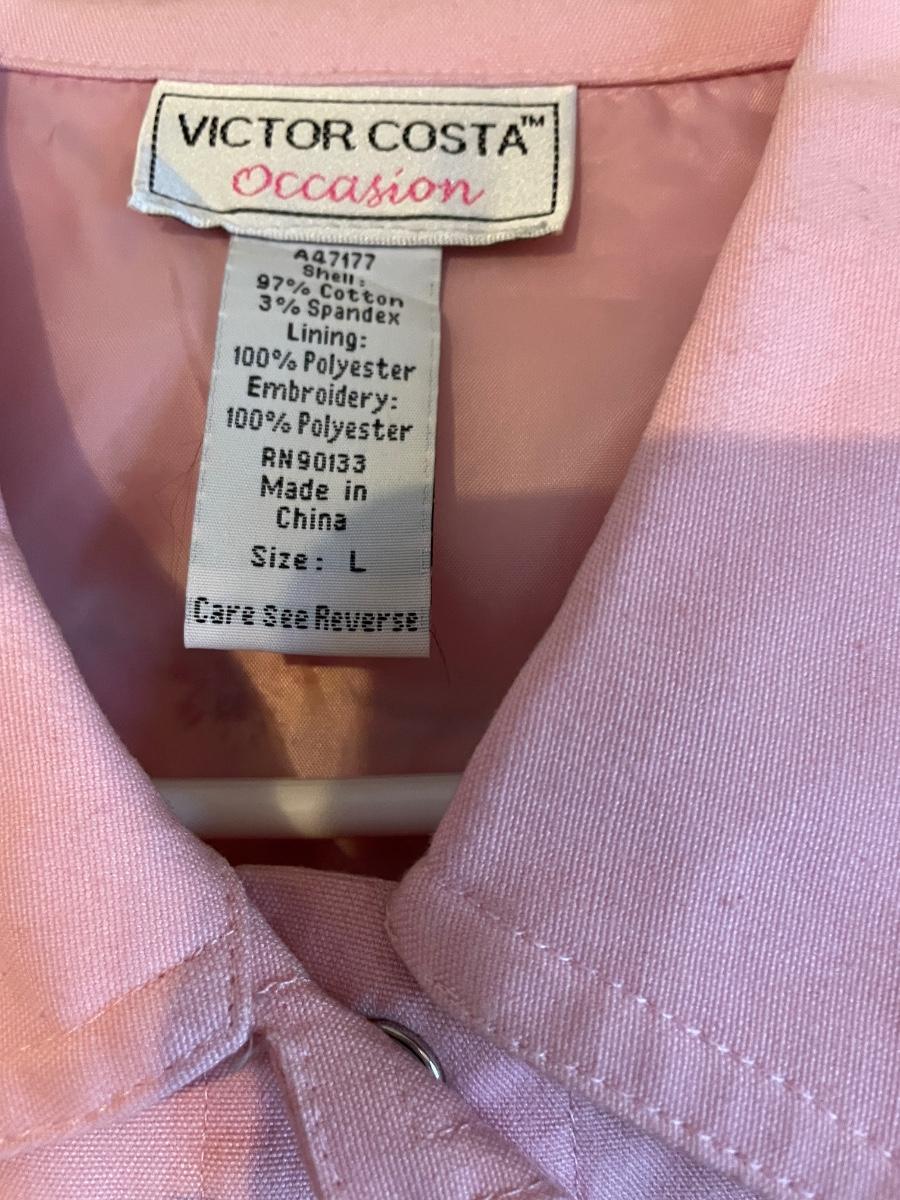 VICTOR COSTA™
Occasion
A47177
Shell:
97% Cotton
3% Spandex
Lining:
100% Polyester
Embroidery:
100% Polyester
RN90133
Made in
China
Size: L
Care See Reverse